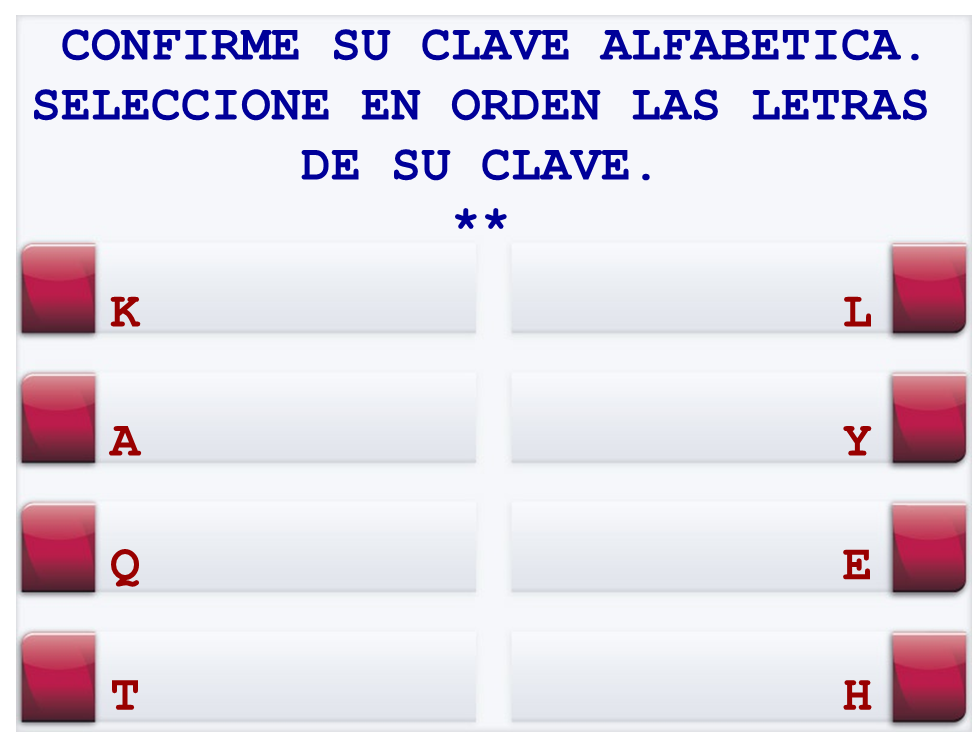 CONFIRME SU CLAVE ALFABETICA.
SELECCIONE EN ORDEN LAS LETRAS
DE SU CLAVE.
**
K L
A Y
Q E
T H